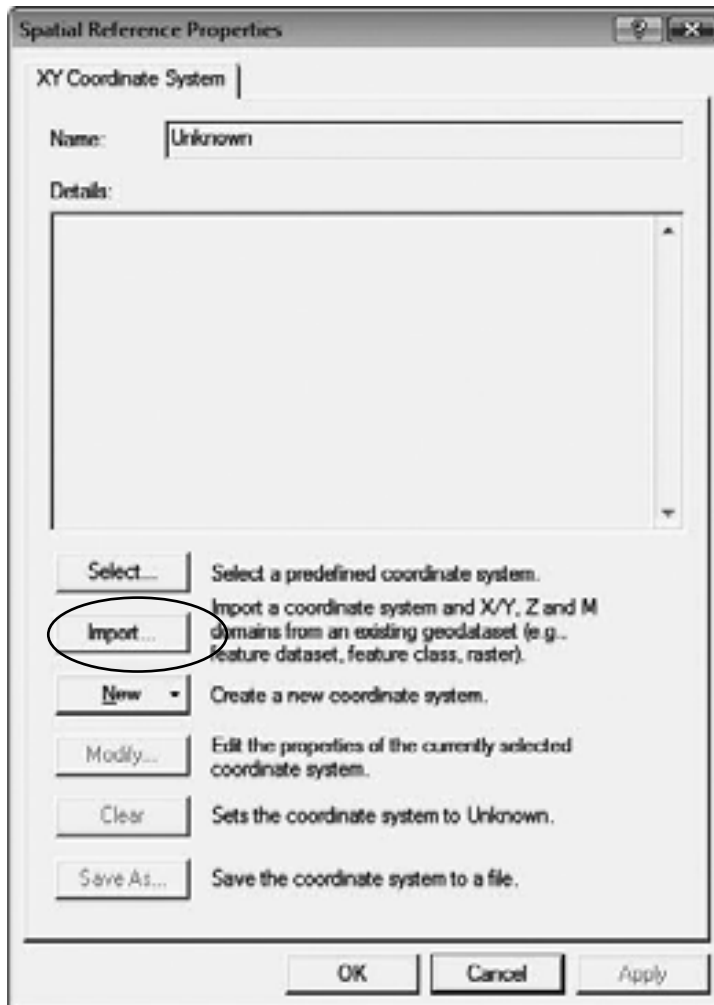 Spatial Reference Properties
XY Coordinate System
Name: Unknown
Details:
Select... Select a predefined coordinate system.
Import... Import a coordinate system and X/Y, Z and M
domains from an existing geodataset (e.g.,
feature dataset, feature class, raster).
New Create a new coordinate system.
Modify... Edit the properties of the currently selected
coordinate system.
Clear Sets the coordinate system to Unknown.
Save As... Save the coordinate system to a file.
OK Cancel Apply